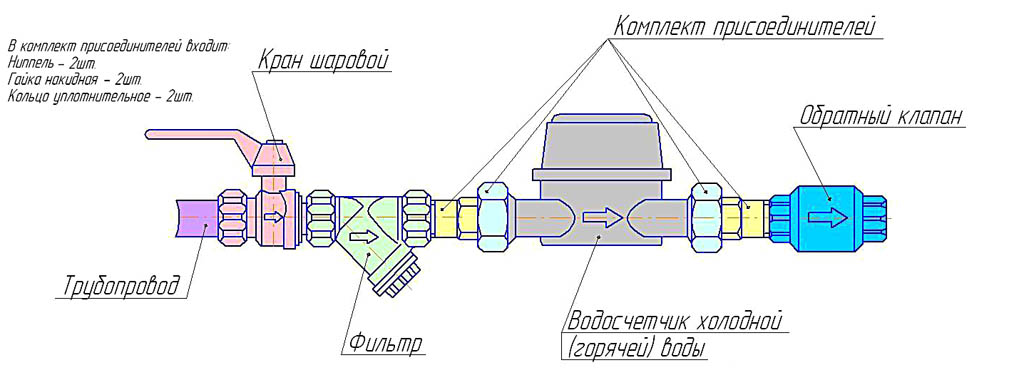 В комплект присоединителей входит:
Ниппель - 2шт.
Гайка накидная - 2шт.
Кольцо уплотнительное - 2шт.
Кран шаровой
Комплект присоединителей
Обратный клапан
Трубопровод
Фильтр
Водосчетчик холодной
(горячей) воды